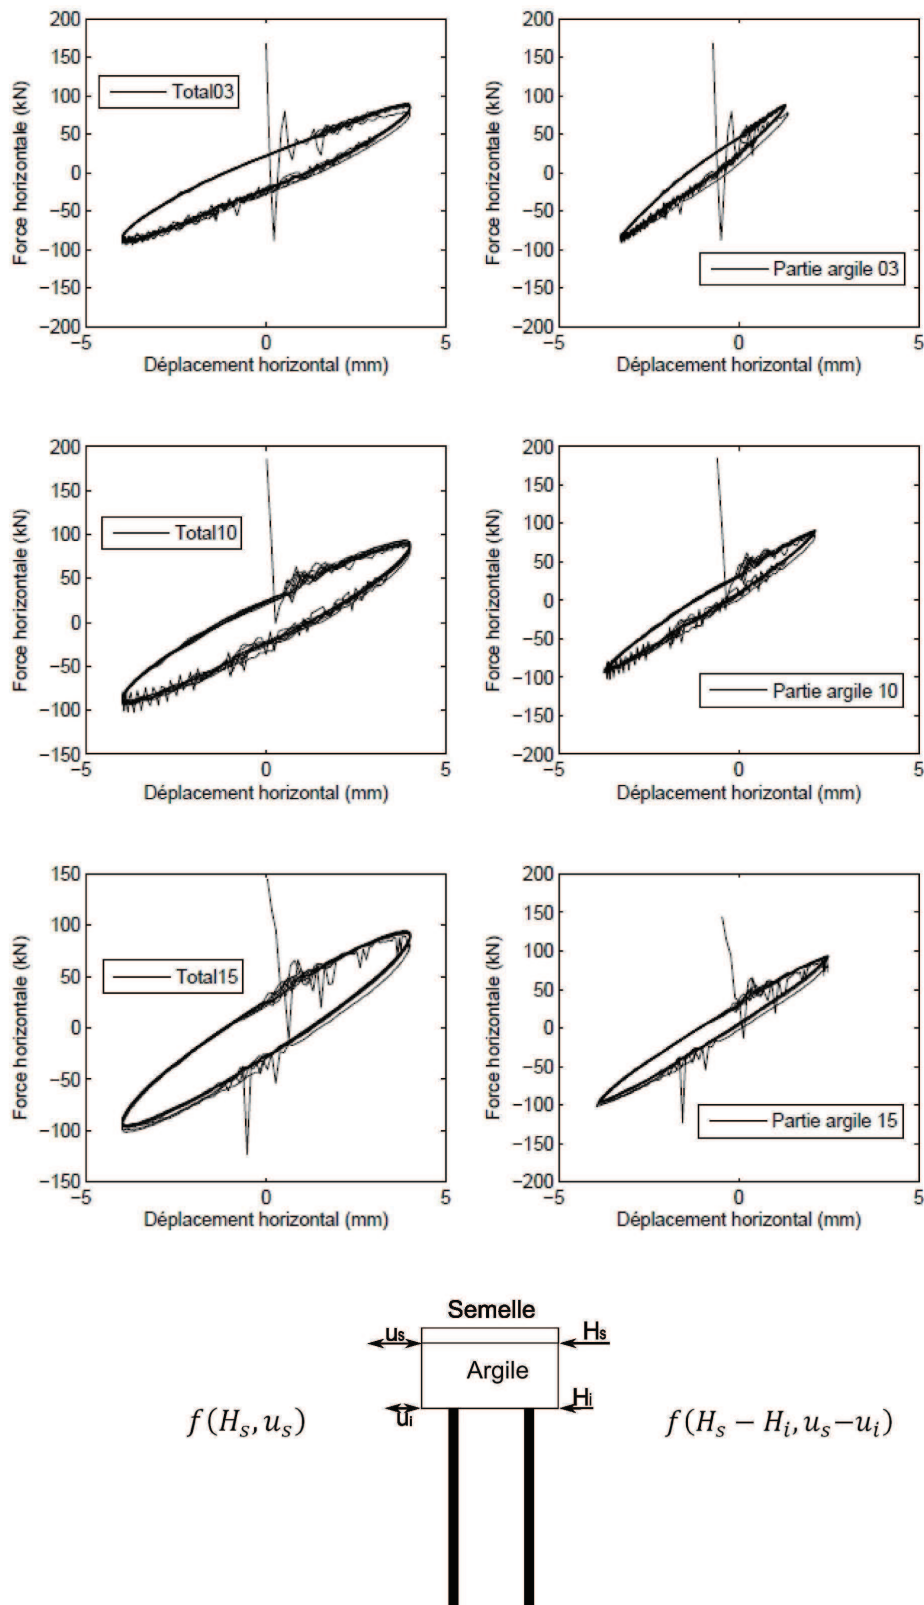 200
150
100
50
0
−50
−100
−150
−200
Force horizontale (kN)
Total03
−5
0
5
Déplacement horizontal (mm)
200
150
100
50
0
−50
−100
−150
−200
Force horizontale (kN)
Partie argile 03
−5
0
5
Déplacement horizontal (mm)
200
150
100
50
0
−50
−100
−150
Force horizontale (kN)
Total10
−5
0
5
Déplacement horizontal (mm)
200
150
100
50
0
−50
−100
−150
−200
Force horizontale (kN)
Partie argile 10
−5
0
5
Déplacement horizontal (mm)
150
100
50
0
−50
−100
−150
Force horizontale (kN)
Total15
−5
0
5
Déplacement horizontal (mm)
200
150
100
50
0
−50
−100
−150
−200
Force horizontale (kN)
Partie argile 15
−5
0
5
Déplacement horizontal (mm)
Semelle
us
Hs
Argile
ui
Hi
f(Hs, us)
f(Hs − Hi, us−ui)